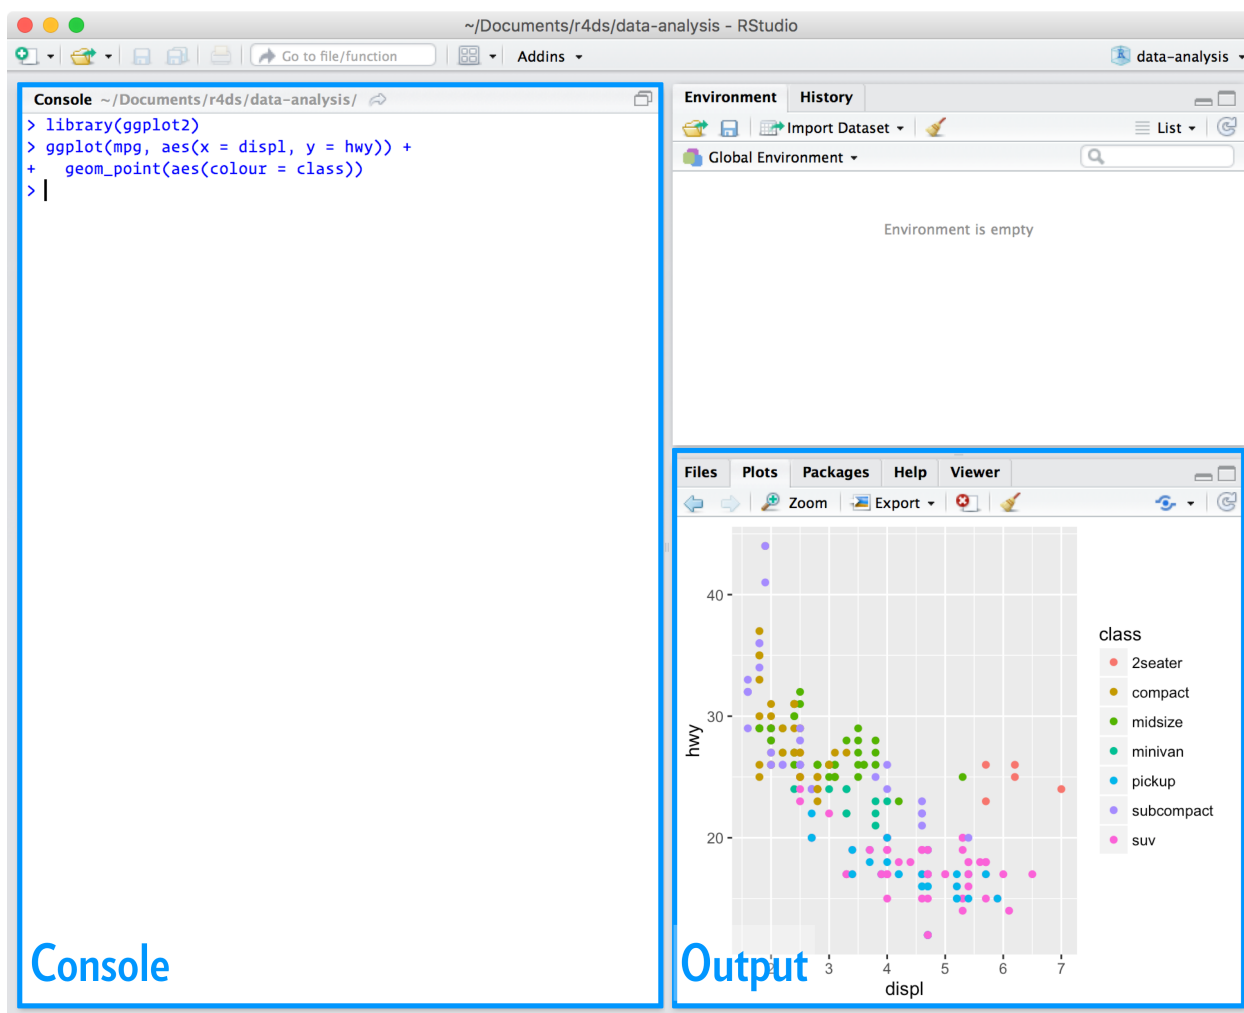 ~/Documents/r4ds/data-analysis - RStudio
Go to file/function
Addins
data-analysis
Console ~/Documents/r4ds/data-analysis/
> library(ggplot2)
> ggplot(mpg, aes(x = displ, y = hwy)) +
+   geom_point(aes(colour = class))
>
Console
Environment History
Import Dataset
List
Global Environment
Environment is empty
Files Plots Packages Help Viewer
Zoom Export
40
30
20
hwy
2 3 4 5 6 7
displ
class
2seater
compact
midsize
minivan
pickup
subcompact
suv
Output